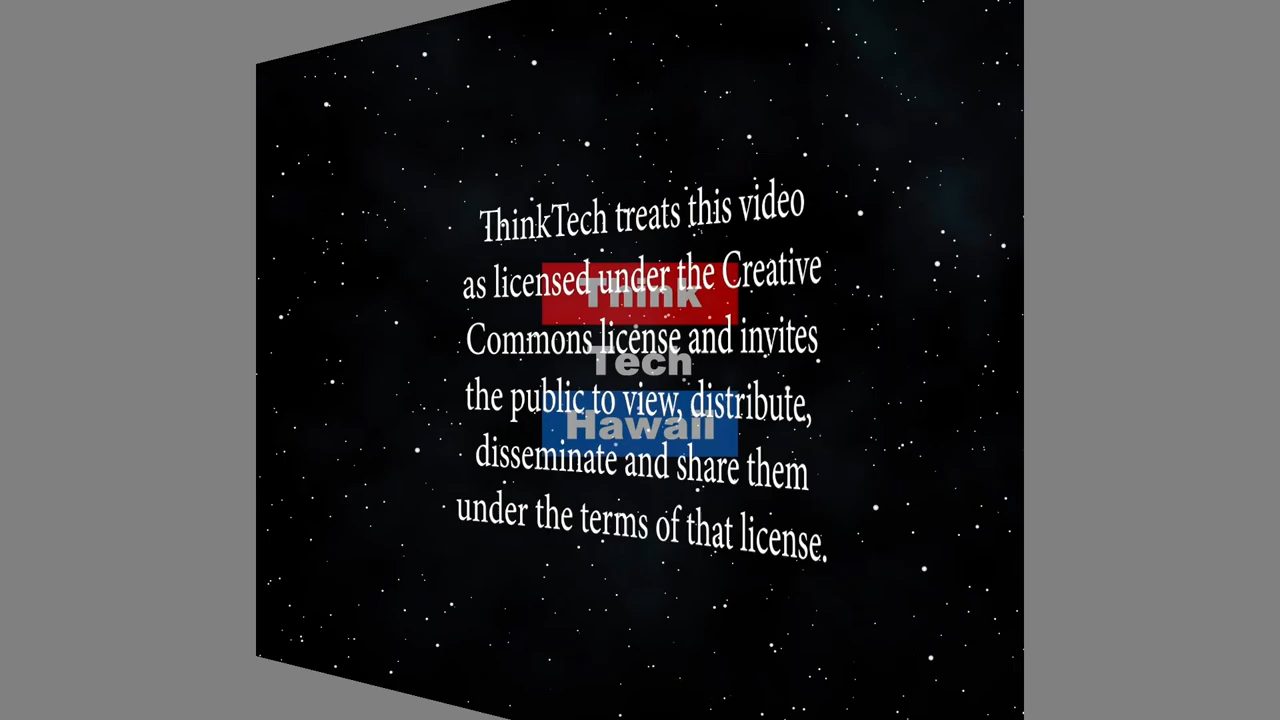 ThinkTech treats this video
as licensed under the Creative
Commons license and invites
the public to view, distribute,
disseminate and share them
under the terms of that license.
Think
Tech
Hawaii